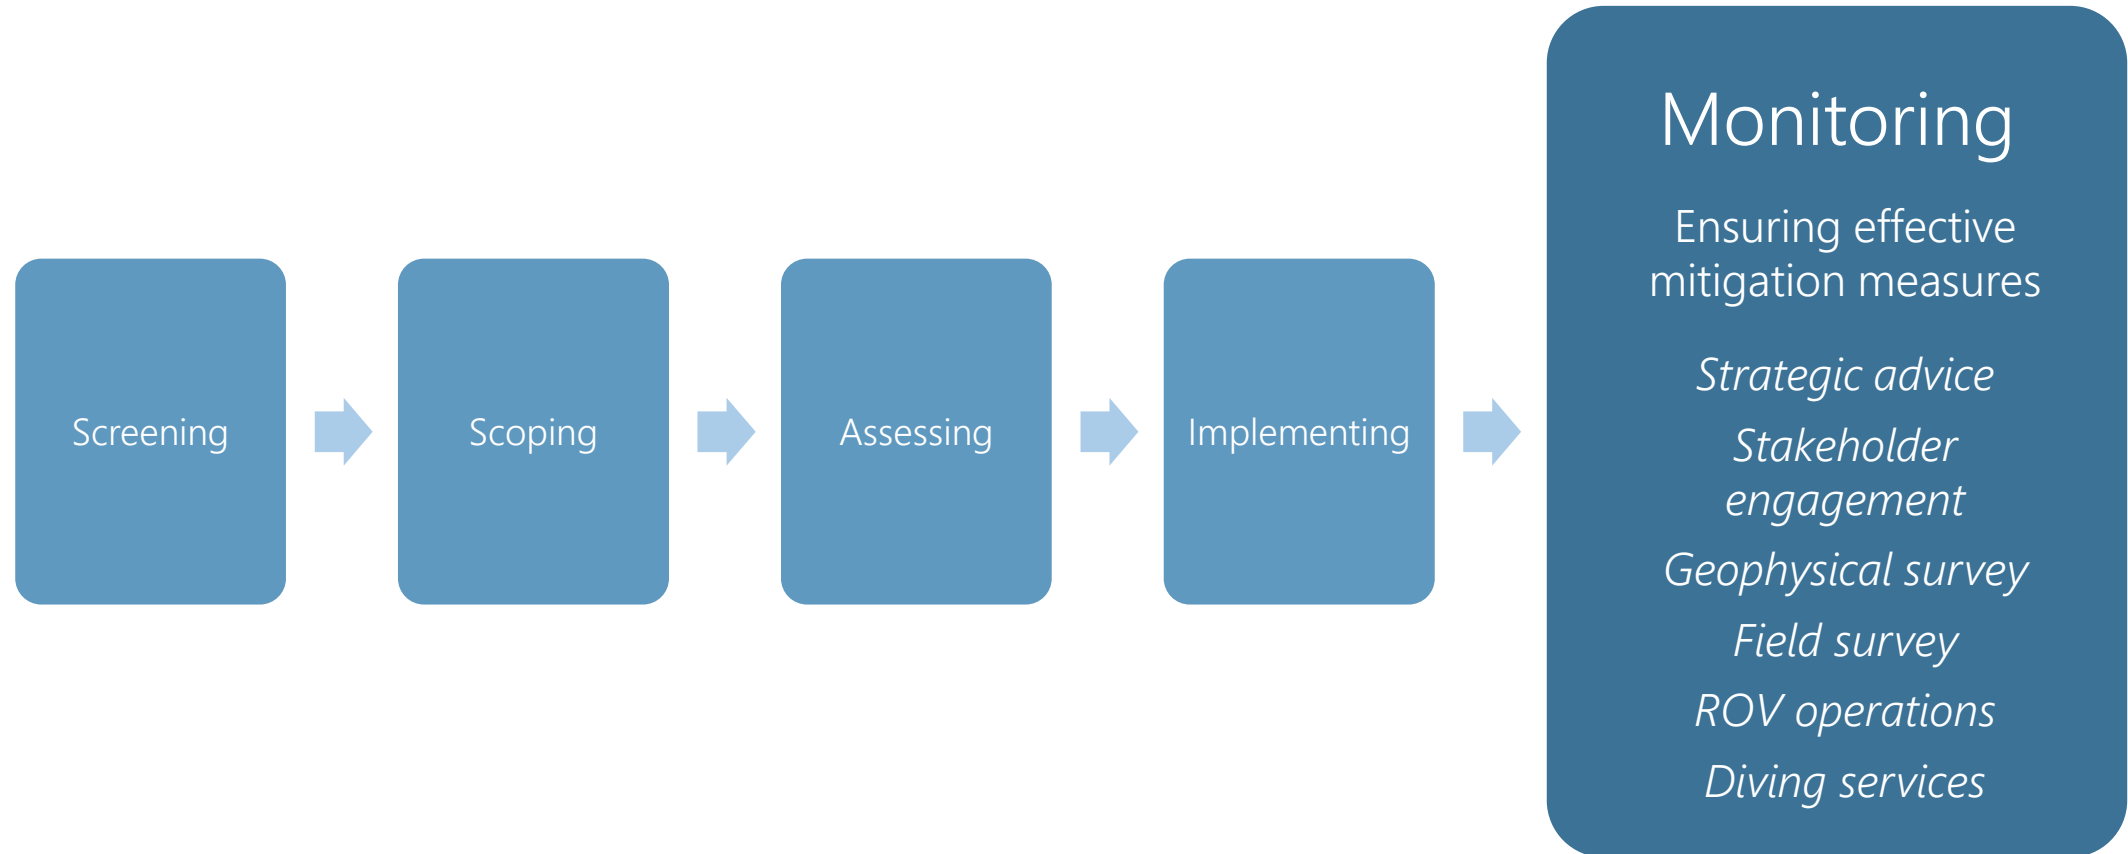 Screening
Scoping
Assessing
Implementing
Monitoring
Ensuring effective
mitigation measures
Strategic advice
Stakeholder
engagement
Geophysical survey
Field survey
ROV operations
Diving services